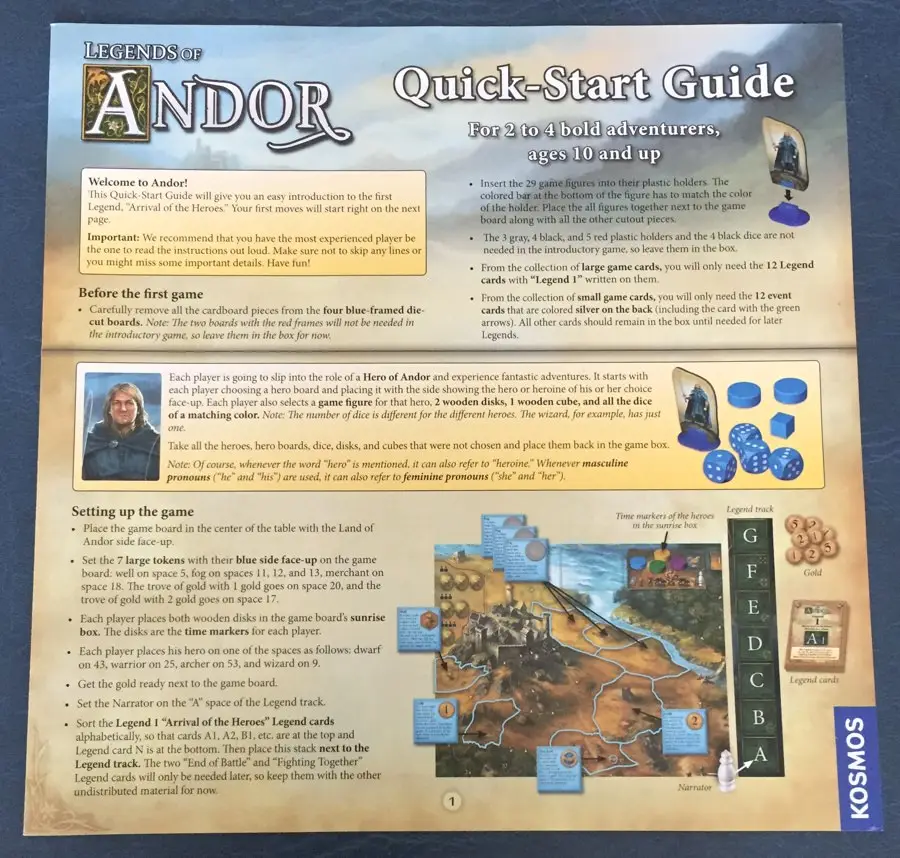 LEGENDS OF
ANDOR
Quick-Start Guide
For 2 to 4 bold adventurers,
ages 10 and up
Welcome to Andor!
This Quick-Start Guide will give you an easy introduction to the first
Legend, "Arrival of the Heroes." Your first moves will start right on the next
page.
Important: We recommend that you have the most experienced player be
the one to read the instructions out loud. Make sure not to skip any lines or
you might miss some important details. Have fun!
Before the first game
• Carefully remove all the cardboard pieces from the four blue-framed die-
cut boards. Note: The two boards with the red frames will not be needed in
the introductory game, so leave them in the box for now.
• Insert the 29 game figures into their plastic holders. The
colored bar at the bottom of the figure has to match the color
of the holder. Place the all figures together next to the game
board along with all the other cutout pieces.
• The 3 gray, 4 black, and 5 red plastic holders and the 4 black dice are not
needed in the introductory game, so leave them in the box.
• From the collection of large game cards, you will only need the 12 Legend
cards with "Legend 1" written on them.
• From the collection of small game cards, you will only need the 12 event
cards that are colored silver on the back (including the card with the green
arrows). All other cards should remain in the box until needed for later
Legends.
Each player is going to slip into the role of a Hero of Andor and experience fantastic adventures. It starts with
each player choosing a hero board and placing it with the side showing the hero or heroine of his or her choice
face-up. Each player also selects a game figure for that hero, 2 wooden disks, 1 wooden cube, and all the dice
of a matching color. Note: The number of dice is different for the different heroes. The wizard, for example, has just
one.
Take all the heroes, hero boards, dice, disks, and cubes that were not chosen and place them back in the game box.
Note: Of course, whenever the word "hero" is mentioned, it can also refer to "heroine." Whenever masculine
pronouns ("he" and "his") are used, it can also refer to feminine pronouns ("she" and "her").
Setting up the game
• Place the game board in the center of the table with the Land of
Andor side face-up.
• Set the 7 large tokens with their blue side face-up on the game
board: well on space 5, fog on spaces 11, 12, and 13, merchant on
space 18. The trove of gold with 1 gold goes on space 20, and the
trove of gold with 2 gold goes on space 17.
• Each player places both wooden disks in the game board's sunrise
box. The disks are the time markers for each player.
• Each player places his hero on one of the spaces as follows: dwarf
on 43, warrior on 25, archer on 53, and wizard on 9.
• Get the gold ready next to the game board.
• Set the Narrator on the "A" space of the Legend track.
• Sort the Legend 1 "Arrival of the Heroes" Legend cards
alphabetically, so that cards A1, A2, B1, etc. are at the top and
Legend card N is at the bottom. Then place this stack next to the
Legend track. The two "End of Battle" and "Fighting Together"
Legend cards will only be needed later, so keep them with the other
undistributed material for now.
Time markers of the heroes
in the sunrise box
Legend track
G
F
E
D
C
B
A
1
2
5
5
2
1
1
2
5
Gold
1
A1
Legend cards
Narrator
1
KOSMOS